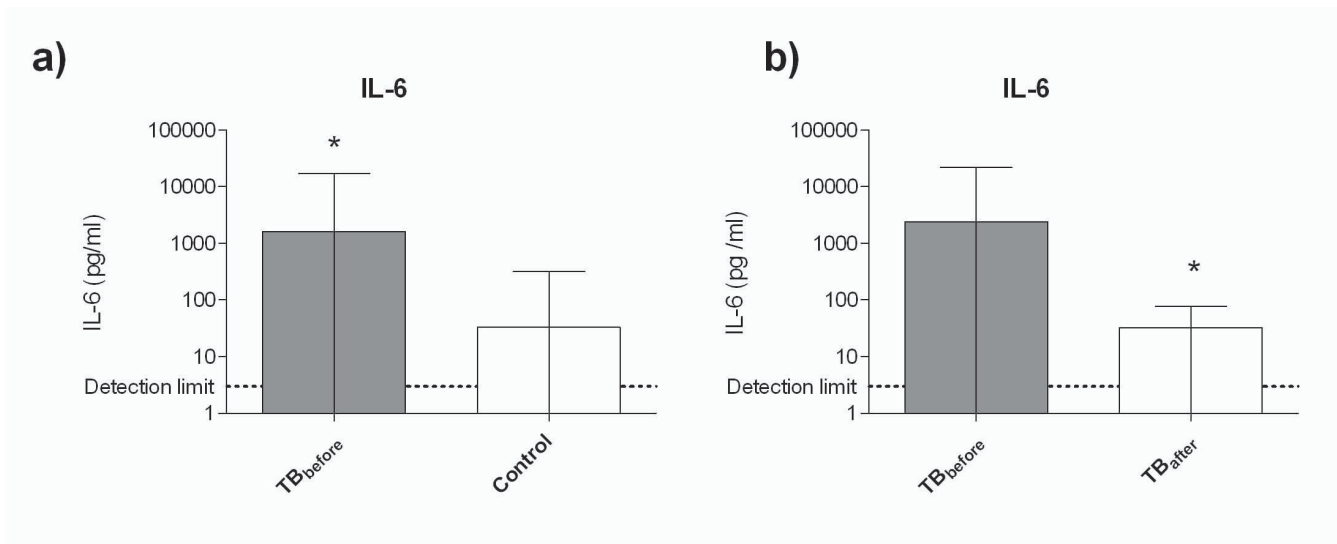 a)
IL-6
IL-6 (pg/ml)
100000
10000
1000
100
10
Detection limit
1
*
TBbefore
Control
b)
IL-6
IL-6 (pg /ml)
100000
10000
1000
100
10
Detection limit
1
*
TBbefore
TBafter